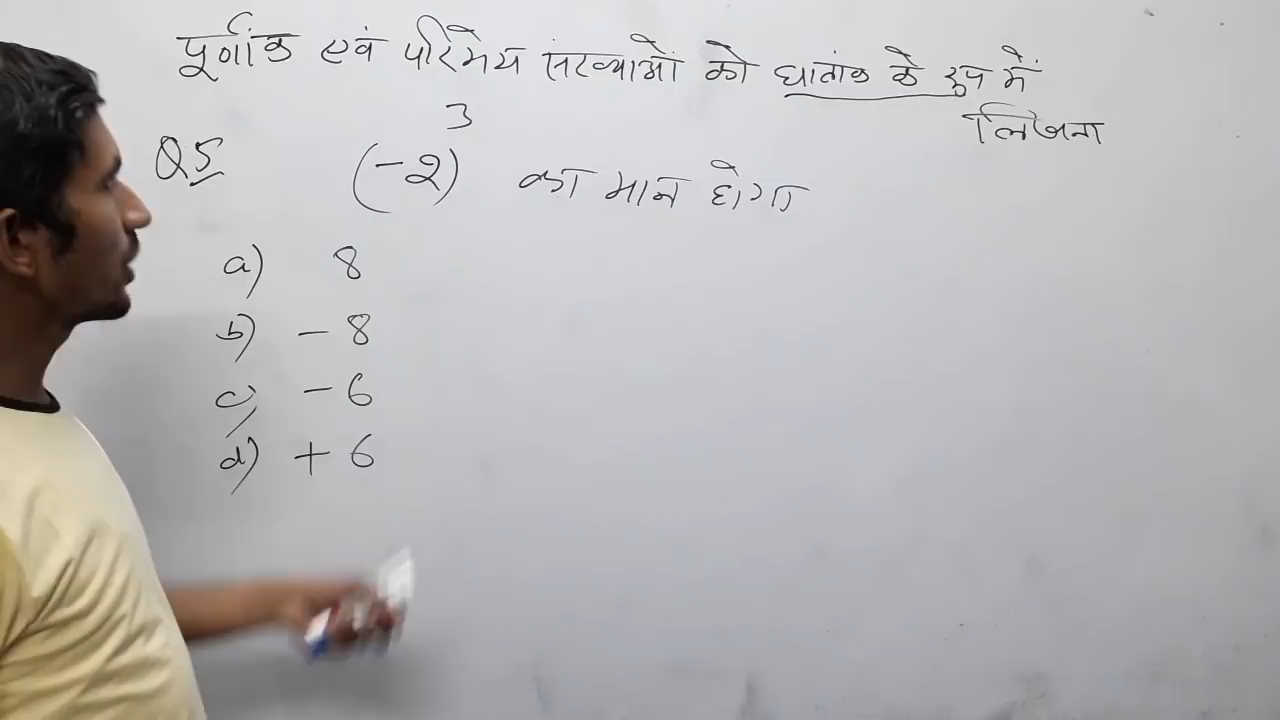 पूर्णांक एवं परिमेय संख्याओं को घातांक के रूप में
लिखना
Q5 (-2)³ का मान होगा
a) 8
b) - 8
c) - 6
d) + 6